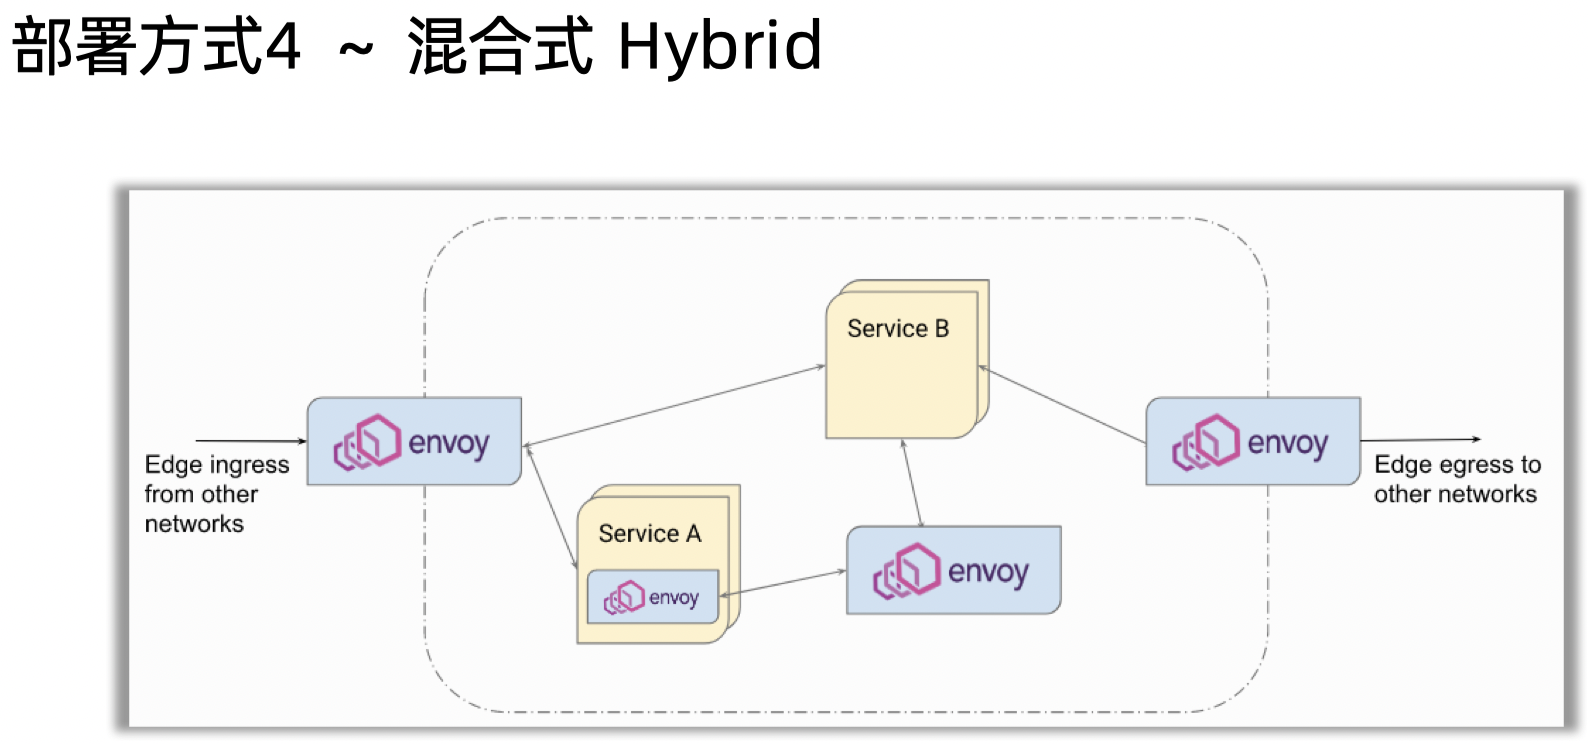 部署方式4 ~ 混合式 Hybrid
Service B
envoy
envoy
Edge ingress
from other
networks
Edge egress to
other networks
Service A
envoy
envoy